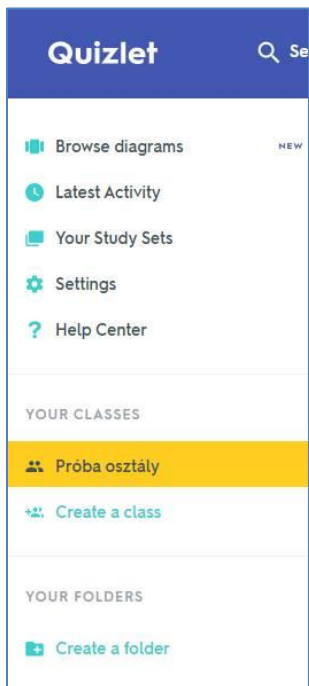 Quizlet Se
Browse diagrams NEW
Latest Activity
Your Study Sets
Settings
? Help Center
YOUR CLASSES
Próba osztály
Create a class
YOUR FOLDERS
Create a folder